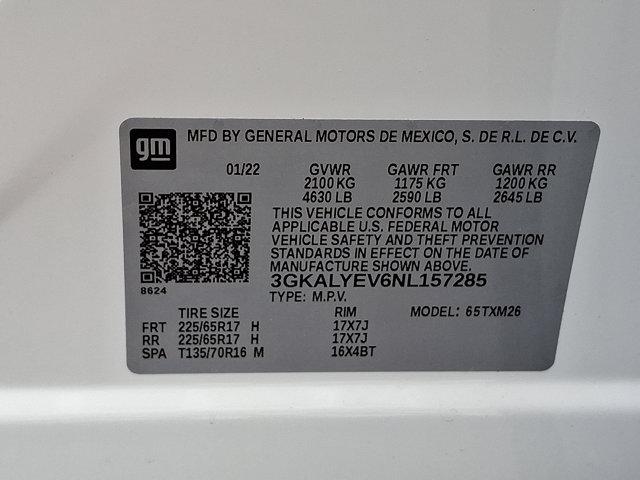 gm MFD BY GENERAL MOTORS DE MEXICO, S. DE R.L. DE C.V.
01/22 GVWR GAWR FRT GAWR RR
2100 KG 1175 KG 1200 KG
4630 LB 2590 LB 2645 LB
THIS VEHICLE CONFORMS TO ALL
APPLICABLE U.S. FEDERAL MOTOR
VEHICLE SAFETY AND THEFT PREVENTION
STANDARDS IN EFFECT ON THE DATE OF
MANUFACTURE SHOWN ABOVE.
3GKALYEV6NL157285
8624
TYPE: M.P.V.
TIRE SIZE RIM MODEL: 65TXM26
FRT 225/65R17 H 17X7J
RR 225/65R17 H 17X7J
SPA T135/70R16 M 16X4BT